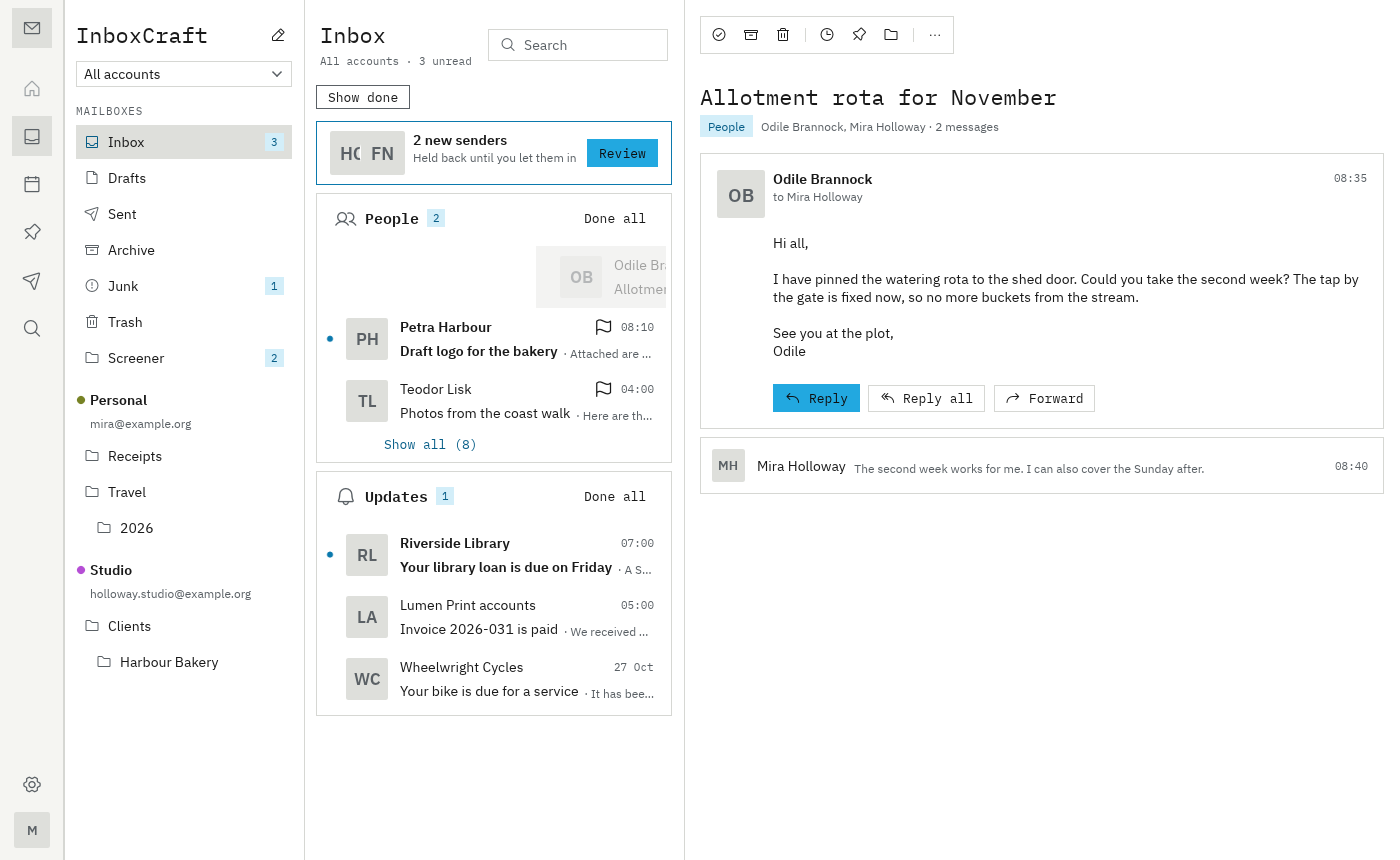 InboxCraft
All accounts
MAILBOXES
Inbox 3
Drafts
Sent
Archive
Junk 1
Trash
Screener 2
Personal
mira@example.org
Receipts
Travel
2026
Studio
holloway.studio@example.org
Clients
Harbour Bakery
M
Inbox
All accounts · 3 unread
Search
Show done
FN
2 new senders
Held back until you let them in
Review
People 2 Done all
OB
Odile
Petra Harbour 08:10
PH
Draft logo for the bakery · Attached are ...
Teodor Lisk 04:00
TL
Photos from the coast walk · Here are th...
Show all (8)
Updates 1 Done all
Riverside Library 07:00
RL
Your library loan is due on Friday · A S...
Lumen Print accounts 05:00
LA
Invoice 2026-031 is paid · We received ...
Wheelwright Cycles 27 Oct
WC
Your bike is due for a service · It has bee...
...
Allotment rota for November
People Odile Brannock, Mira Holloway · 2 messages
OB
Odile Brannock 08:35
to Mira Holloway
Hi all,
I have pinned the watering rota to the shed door. Could you take the second week? The tap by
the gate is fixed now, so no more buckets from the stream.
See you at the plot,
Odile
Reply Reply all Forward
MH Mira Holloway The second week works for me. I can also cover the Sunday after. 08:40